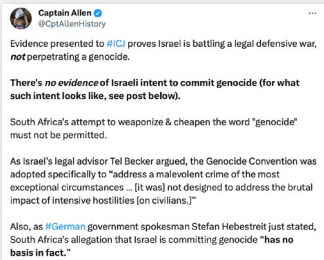 Captain Allen
@CptAllenHistory
Evidence presented to #ICJ proves Israel is battling a legal defensive war,
not perpetrating a genocide.
There's no evidence of Israeli intent to commit genocide (for what
such intent looks like, see post below).
South Africa's attempt to weaponize & cheapen the word "genocide"
must not be permitted.
As Israel's legal advisor Tel Becker argued, the Genocide Convention was
adopted specifically to "address a malevolent crime of the most
exceptional circumstances ... [it was] not designed to address the brutal
impact of intensive hostilities [on civilians.]"
Also, as #German government spokesman Stefan Hebestreit just stated,
South Africa's allegation that Israel is committing genocide "has no
basis in fact."